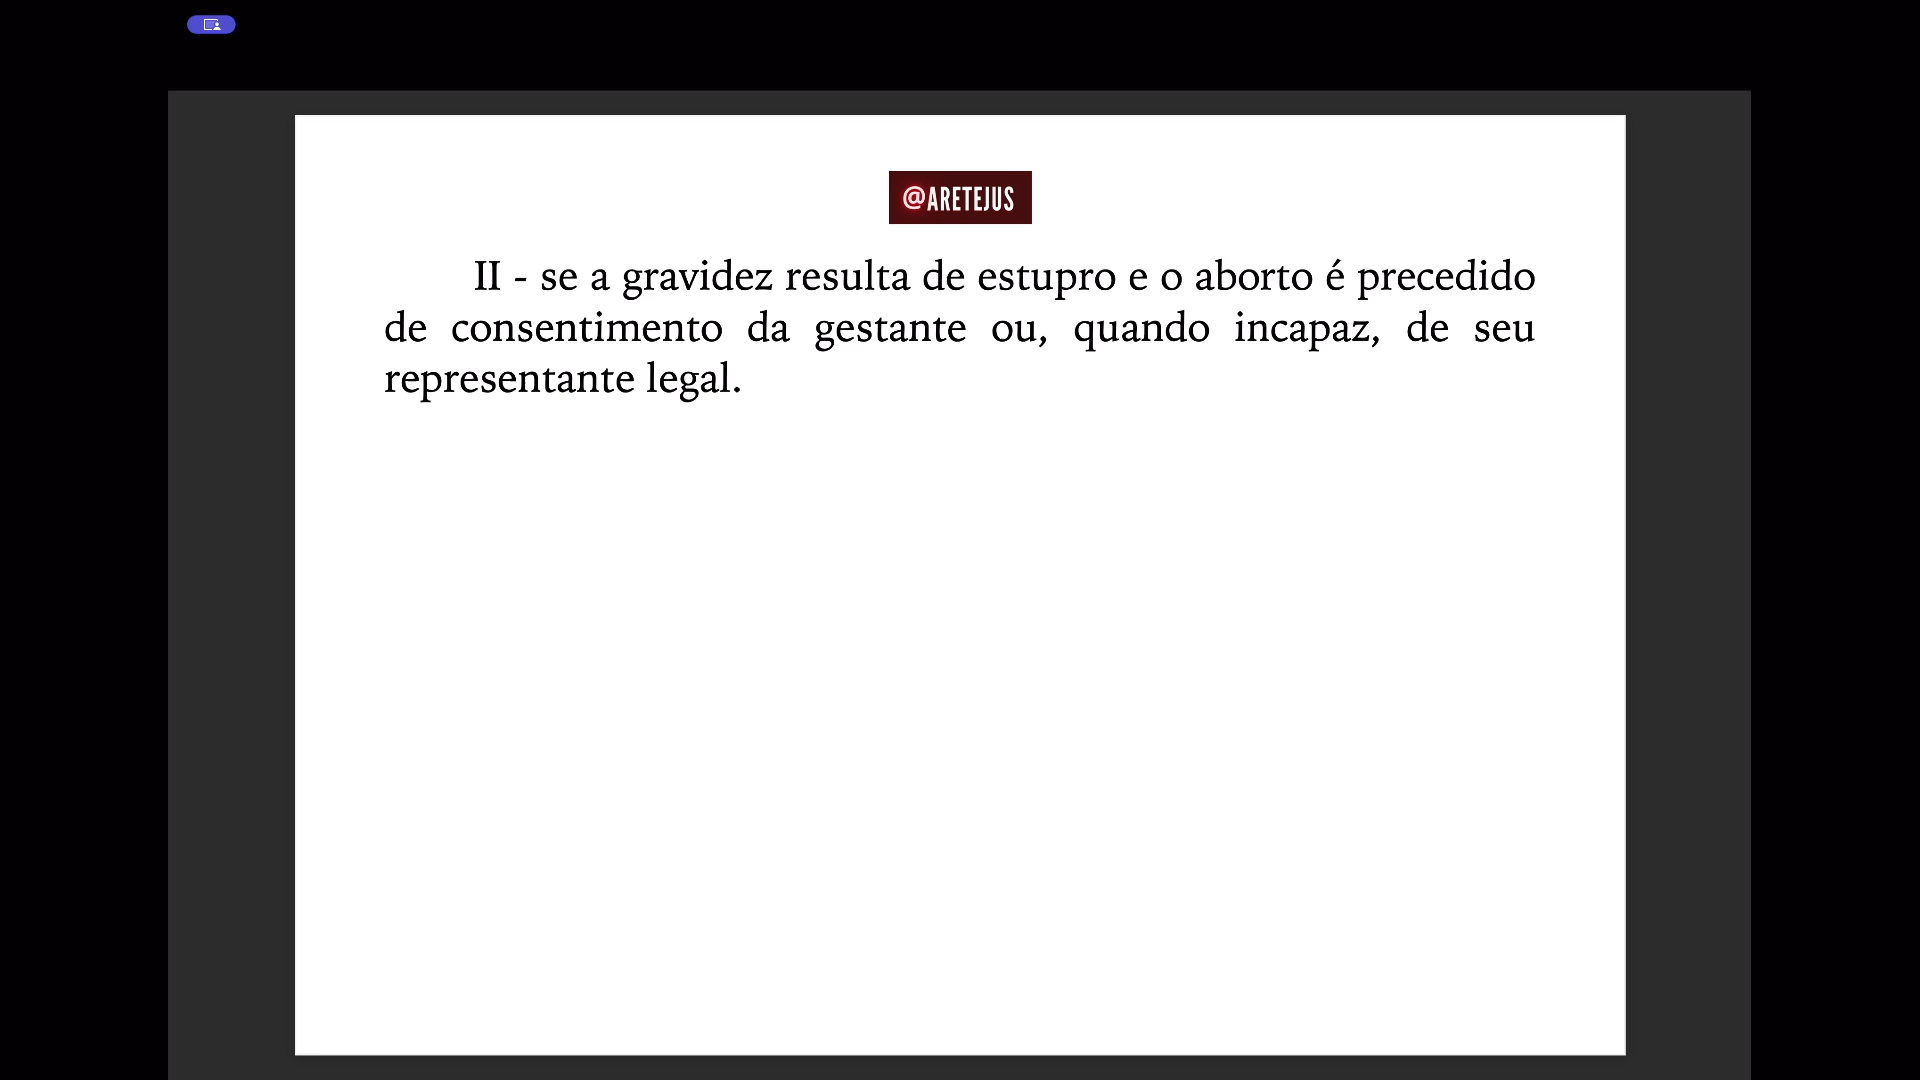 @ARETEJUS
II - se a gravidez resulta de estupro e o aborto é precedido
de consentimento da gestante ou, quando incapaz, de seu
representante legal.